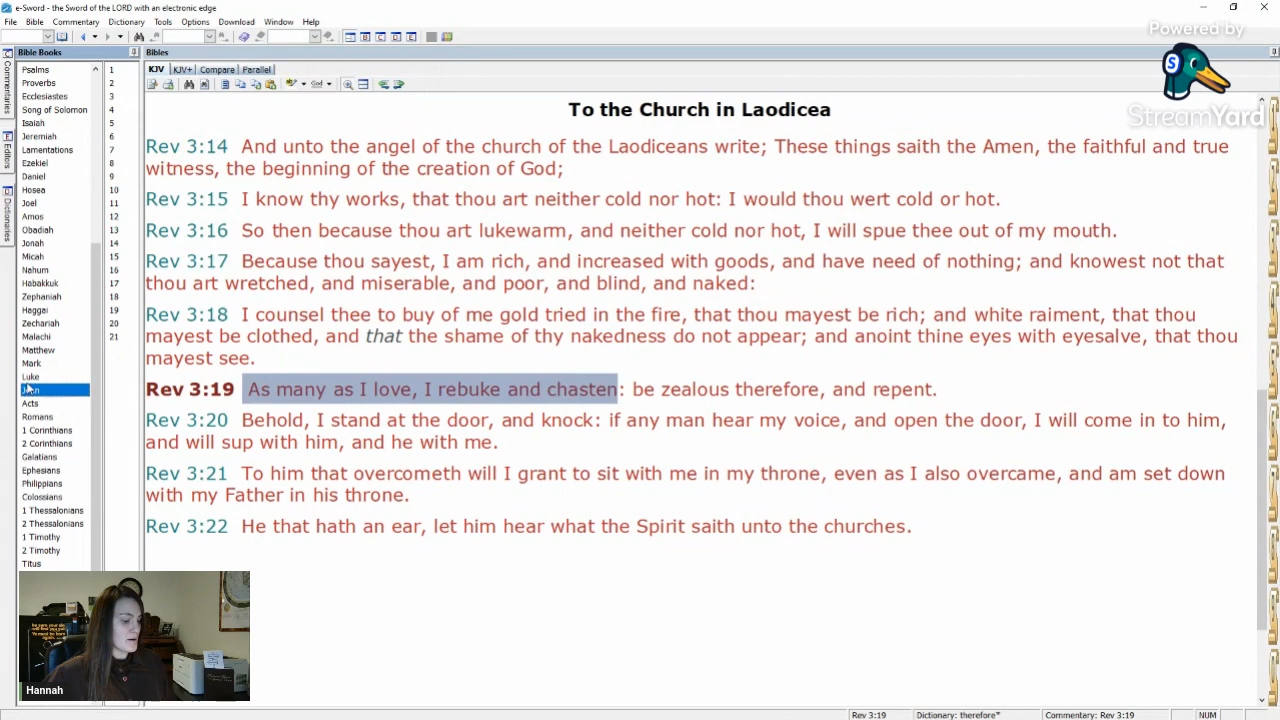 e-Sword - the Sword of the LORD with an electronic edge
File Bible Commentary Dictionary Tools Options Download Window Help
Powered by
StreamYard
Bible Books
Bibles
Commentaries
Editors
Dictionaries
KJV KJV+ Compare Parallel
God
Psalms
Proverbs
Ecclesiastes
Song of Solomon
Isaiah
Jeremiah
Lamentations
Ezekiel
Daniel
Hosea
Joel
Amos
Obadiah
Jonah
Micah
Nahum
Habakkuk
Zephaniah
Haggai
Zechariah
Malachi
Matthew
Mark
Luke
John
Acts
Romans
1 Corinthians
2 Corinthians
Galatians
Ephesians
Philippians
Colossians
1 Thessalonians
2 Thessalonians
1 Timothy
2 Timothy
Titus
1
2
3
4
5
6
7
8
9
10
11
12
13
14
15
16
17
18
19
20
21
To the Church in Laodicea
Rev 3:14 And unto the angel of the church of the Laodiceans write; These things saith the Amen, the faithful and true
witness, the beginning of the creation of God;
Rev 3:15 I know thy works, that thou art neither cold nor hot: I would thou wert cold or hot.
Rev 3:16 So then because thou art lukewarm, and neither cold nor hot, I will spue thee out of my mouth.
Rev 3:17 Because thou sayest, I am rich, and increased with goods, and have need of nothing; and knowest not that
thou art wretched, and miserable, and poor, and blind, and naked:
Rev 3:18 I counsel thee to buy of me gold tried in the fire, that thou mayest be rich; and white raiment, that thou
mayest be clothed, and that the shame of thy nakedness do not appear; and anoint thine eyes with eyesalve, that thou
mayest see.
Rev 3:19 As many as I love, I rebuke and chasten: be zealous therefore, and repent.
Rev 3:20 Behold, I stand at the door, and knock: if any man hear my voice, and open the door, I will come in to him,
and will sup with him, and he with me.
Rev 3:21 To him that overcometh will I grant to sit with me in my throne, even as I also overcame, and am set down
with my Father in his throne.
Rev 3:22 He that hath an ear, let him hear what the Spirit saith unto the churches.
be sure your sin
will find you out
Ye must be born
again.
Hannah
Rev 3:19 Dictionary: therefore" Commentary: Rev 3:19 NUM